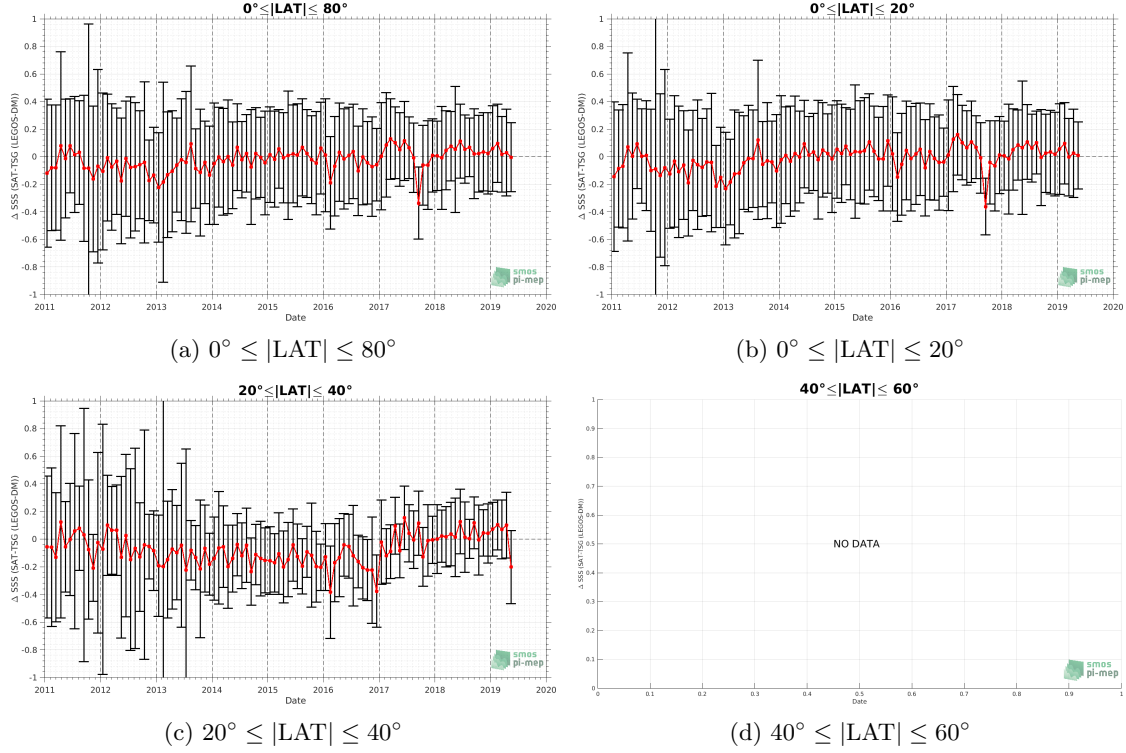 0°≤|LAT|≤ 80°
Δ SSS (SAT-TSG (LEGOS-DM))
1
0.8
0.6
0.4
0.2
0
-0.2
-0.4
-0.6
-0.8
-1
2011 2012 2013 2014 2015 2016 2017 2018 2019 2020
Date
smos
pi-mep
(a) 0° ≤ |LAT| ≤ 80°
0°≤|LAT|≤ 20°
Δ SSS (SAT-TSG (LEGOS-DM))
1
0.8
0.6
0.4
0.2
0
-0.2
-0.4
-0.6
-0.8
-1
2011 2012 2013 2014 2015 2016 2017 2018 2019 2020
Date
smos
pi-mep
(b) 0° ≤ |LAT| ≤ 20°
20°≤|LAT|≤ 40°
Δ SSS (SAT-TSG (LEGOS-DM))
1
0.8
0.6
0.4
0.2
0
-0.2
-0.4
-0.6
-0.8
-1
2011 2012 2013 2014 2015 2016 2017 2018 2019 2020
Date
smos
pi-mep
(c) 20° ≤ |LAT| ≤ 40°
40°≤|LAT|≤ 60°
Δ SSS (SAT-TSG (LEGOS-DM))
1
0.9
0.8
0.7
0.6
0.5
0.4
0.3
0.2
0.1
0
NO DATA
0 0.1 0.2 0.3 0.4 0.5 0.6 0.7 0.8 0.9 1
Date
smos
pi-mep
(d) 40° ≤ |LAT| ≤ 60°